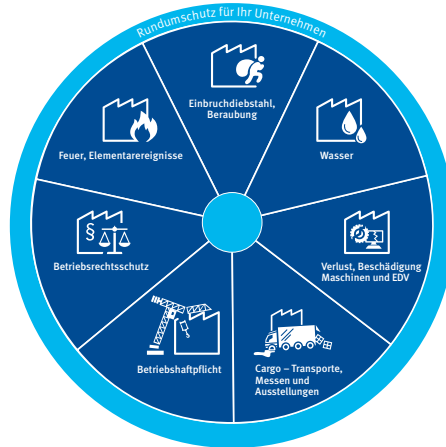 Rundumschutz für Ihr Unternehmen
Einbruchdiebstahl,
Beraubung
Wasser
Verlust, Beschädigung
Maschinen und EDV
Cargo – Transporte,
Messen und
Ausstellungen
Betriebshaftpflicht
§
Betriebsrechtsschutz
Feuer, Elementarereignisse